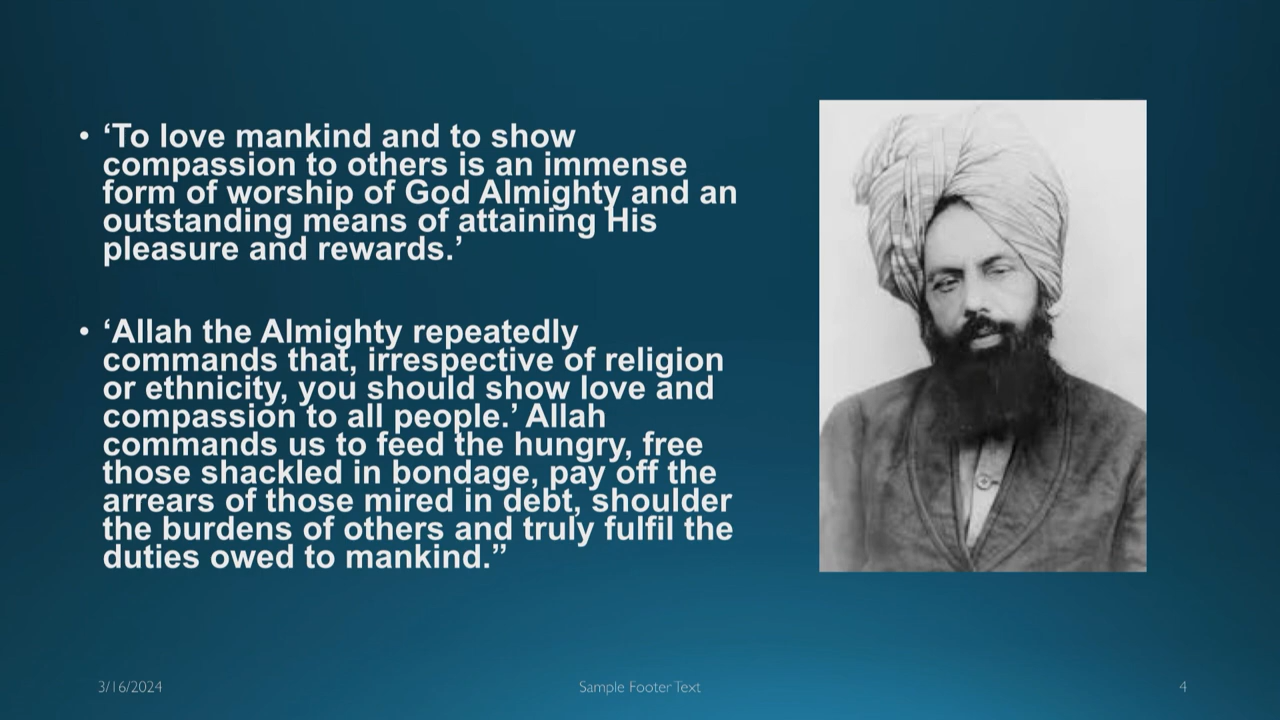 • ‘To love mankind and to show
compassion to others is an immense
form of worship of God Almighty and an
outstanding means of attaining His
pleasure and rewards.’
• ‘Allah the Almighty repeatedly
commands that, irrespective of religion
or ethnicity, you should show love and
compassion to all people.’ Allah
commands us to feed the hungry, free
those shackled in bondage, pay off the
arrears of those mired in debt, shoulder
the burdens of others and truly fulfil the
duties owed to mankind.”
3/16/2024
Sample Footer Text
4